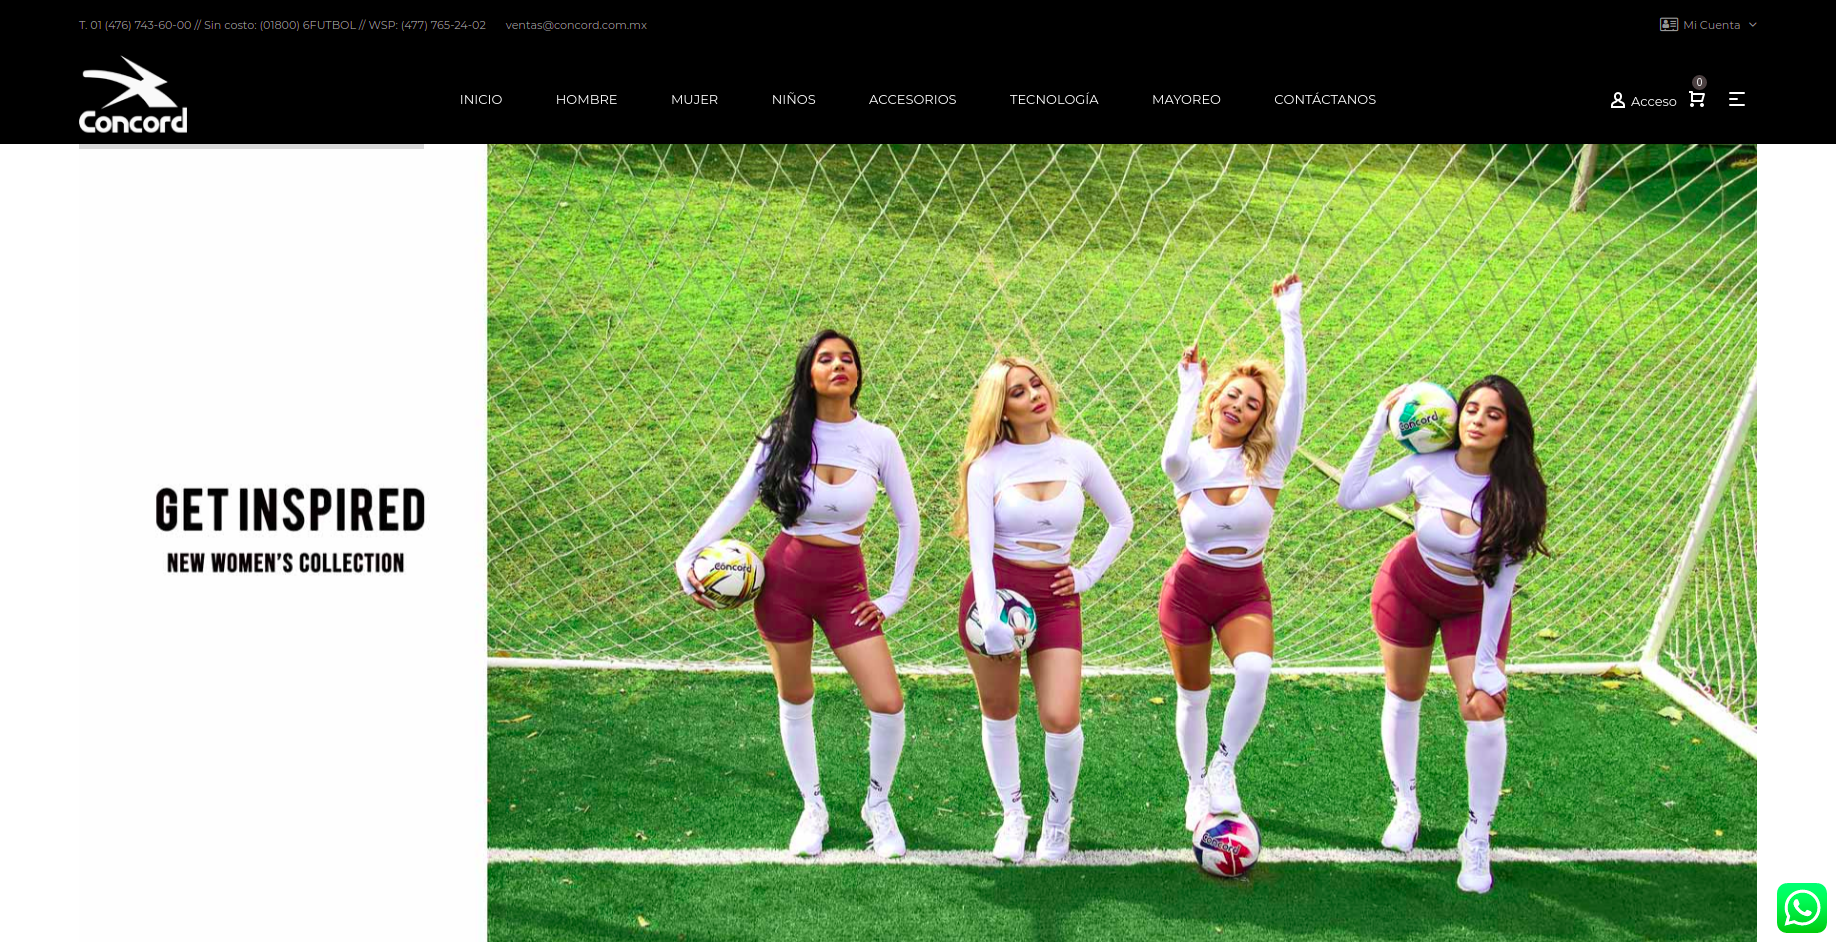 T. 01 (476) 743-60-00 // Sin costo: (01800) 6FUTBOL // WSP: (477) 765-24-02 ventas@concord.com.mx Mi Cuenta
Concord
INICIO HOMBRE MUJER NIÑOS ACCESORIOS TECNOLOGÍA MAYOREO CONTÁCTANOS
0
Acceso
GET INSPIRED
NEW WOMEN'S COLLECTION
Concord
Concord
Concord